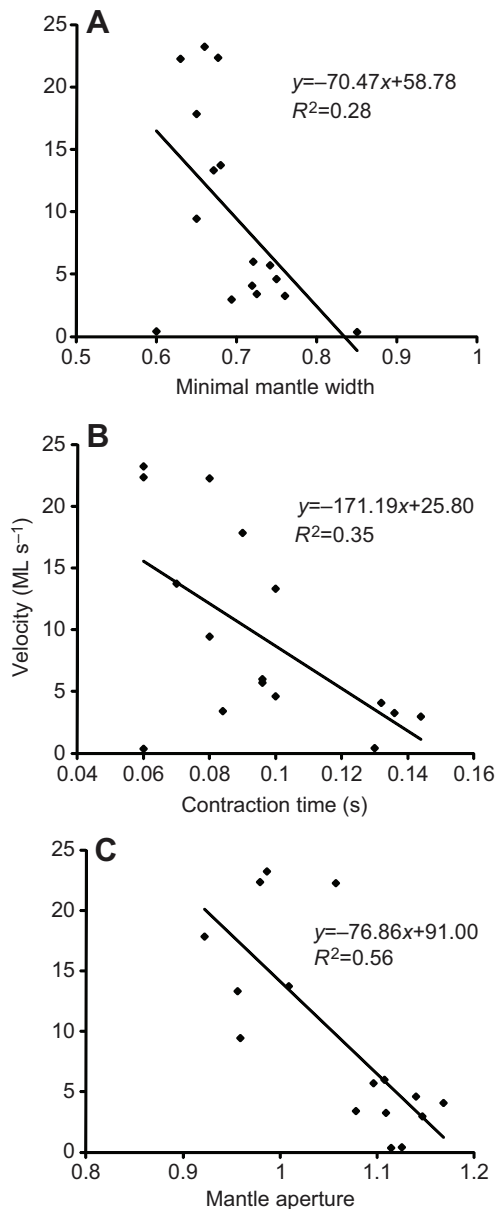 A
25
20
15
10
5
0
y=–70.47x+58.78
R²=0.28
0.5 0.6 0.7 0.8 0.9 1
Minimal mantle width
B
25
20
15
10
5
0
Velocity (ML s⁻¹)
y=–171.19x+25.80
R²=0.35
0.04 0.06 0.08 0.1 0.12 0.14 0.16
Contraction time (s)
C
25
20
15
10
5
0
y=–76.86x+91.00
R²=0.56
0.8 0.9 1 1.1 1.2
Mantle aperture